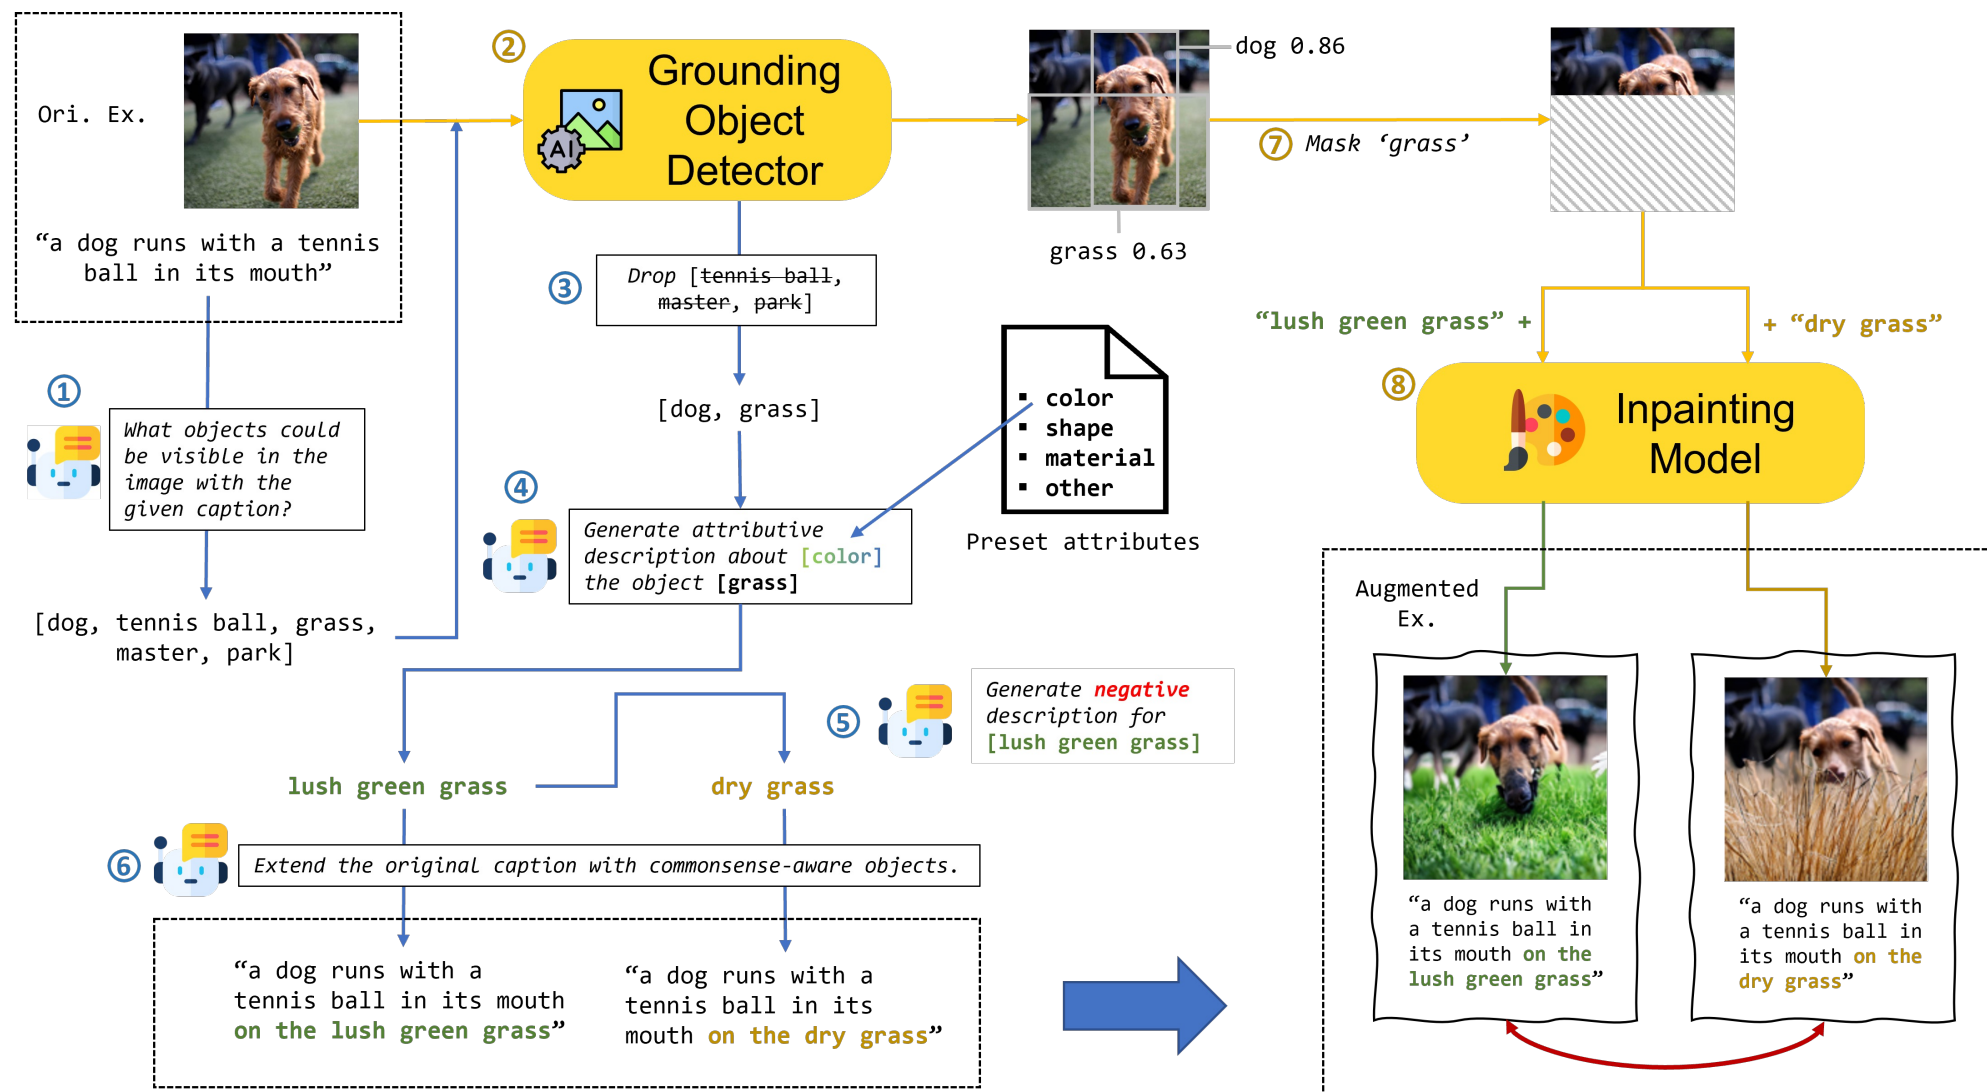 Ori. Ex.
“a dog runs with a tennis
ball in its mouth”
①
What objects could
be visible in the
image with the
given caption?
[dog, tennis ball, grass,
master, park]
②
AI
Grounding
Object
Detector
③
Drop [tennis ball,
master, park]
[dog, grass]
④
Generate attributive
description about [color]
the object [grass]
▪ color
▪ shape
▪ material
▪ other
Preset attributes
⑤
Generate negative
description for
[lush green grass]
lush green grass
dry grass
⑥
Extend the original caption with commonsense-aware objects.
“a dog runs with a
tennis ball in its mouth
on the lush green grass”
“a dog runs with a
tennis ball in its
mouth on the dry grass”
dog 0.86
grass 0.63
⑦ Mask ‘grass’
“lush green grass” +
+ “dry grass”
⑧
Inpainting
Model
Augmented
Ex.
“a dog runs with
a tennis ball in
its mouth on the
lush green grass”
“a dog runs with
a tennis ball in
its mouth on the
dry grass”